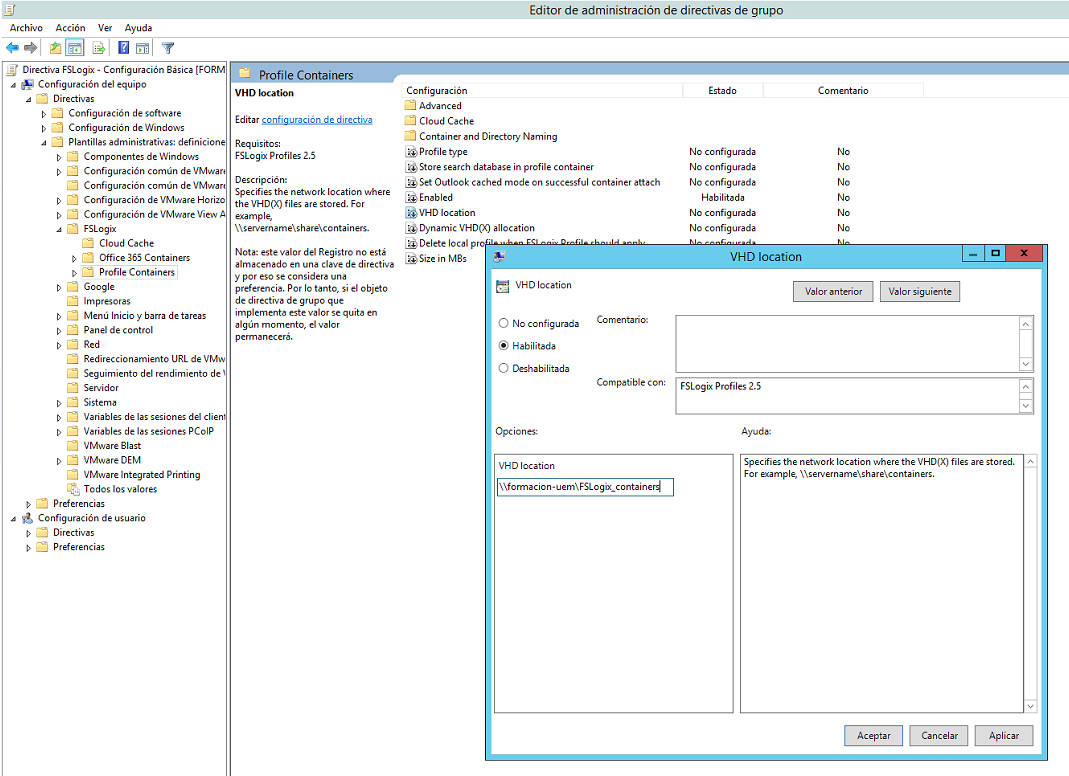 Editor de administración de directivas de grupo
Archivo Acción Ver Ayuda
Directiva FSLogix - Configuración Básica [FORM
Configuración del equipo
Directivas
Configuración de software
Configuración de Windows
Plantillas administrativas: definicione
Componentes de Windows
Configuración común de VMware
Configuración común de VMware
Configuración de VMware Horizo
Configuración de VMware View A
FSLogix
Cloud Cache
Office 365 Containers
Profile Containers
Google
Impresoras
Menú Inicio y barra de tareas
Panel de control
Red
Redireccionamiento URL de VMw
Seguimiento del rendimiento de
Servidor
Sistema
Variables de las sesiones del client
Variables de las sesiones PCoIP
VMware Blast
VMware DEM
VMware Integrated Printing
Todos los valores
Preferencias
Configuración de usuario
Directivas
Preferencias
Profile Containers
VHD location
Editar configuración de directiva
Requisitos:
FSLogix Profiles 2.5
Descripción:
Specifies the network location where
the VHD(X) files are stored. For
example,
\\servername\share\containers.
Nota: este valor del Registro no está
almacenado en una clave de directiva
y por eso se considera una
preferencia. Por lo tanto, si el objeto
de directiva de grupo que
implementa este valor se quita en
algún momento, el valor
permanecerá.
Configuración Estado Comentario
Advanced
Cloud Cache
Container and Directory Naming
Profile type No configurada No
Store search database in profile container No configurada No
Set Outlook cached mode on successful container attach No configurada No
Enabled Habilitada No
VHD location No configurada No
Dynamic VHD(X) allocation No configurada No
Delete local profile when FSLogix Profile should apply No configurada No
Size in MBs
VHD location
VHD location
Valor anterior Valor siguiente
No configurada
Habilitada
Deshabilitada
Comentario:
Compatible con:
FSLogix Profiles 2.5
Opciones:
Ayuda:
VHD location
\\formacion-uem\FSLogix_containers
Specifies the network location where the VHD(X) files are stored.
For example, \\servername\share\containers.
Aceptar Cancelar Aplicar